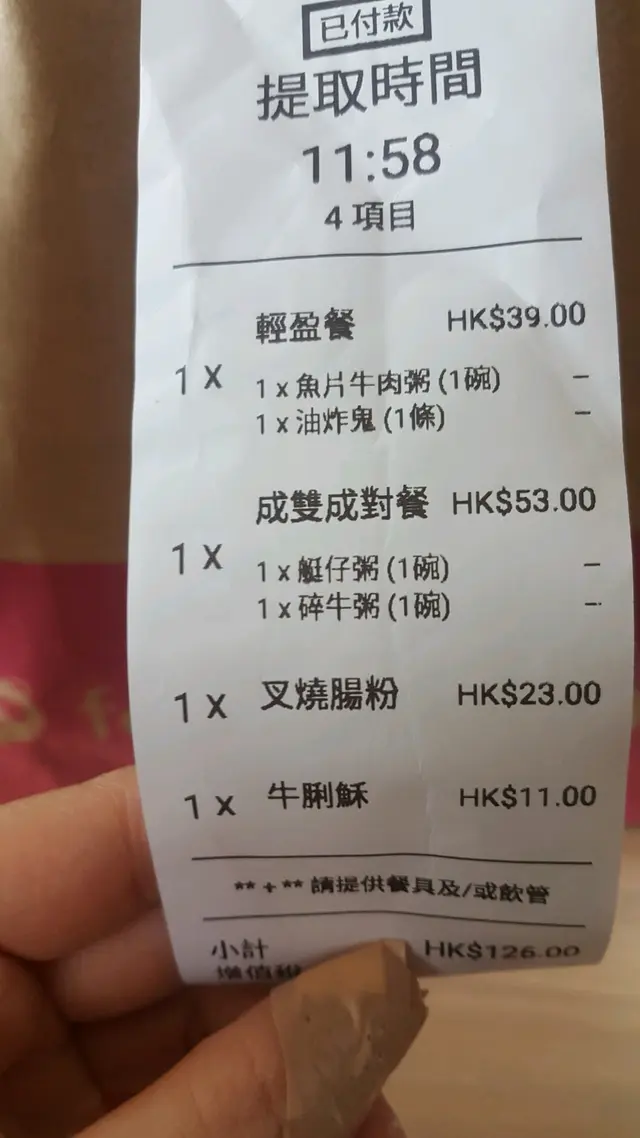 已付款
提取時間
11:58
4 項目
輕盈餐 HK$39.00
1 x
1 x 魚片牛肉粥 (1碗) –
1 x 油炸鬼 (1條) –
成雙成對餐 HK$53.00
1 x
1 x 艇仔粥 (1碗) –
1 x 碎牛粥 (1碗) –
1 x 叉燒腸粉 HK$23.00
1 x 牛脷穌 HK$11.00
** + ** 請提供餐具及/或飲管
小計 HK$126.00
增值稅